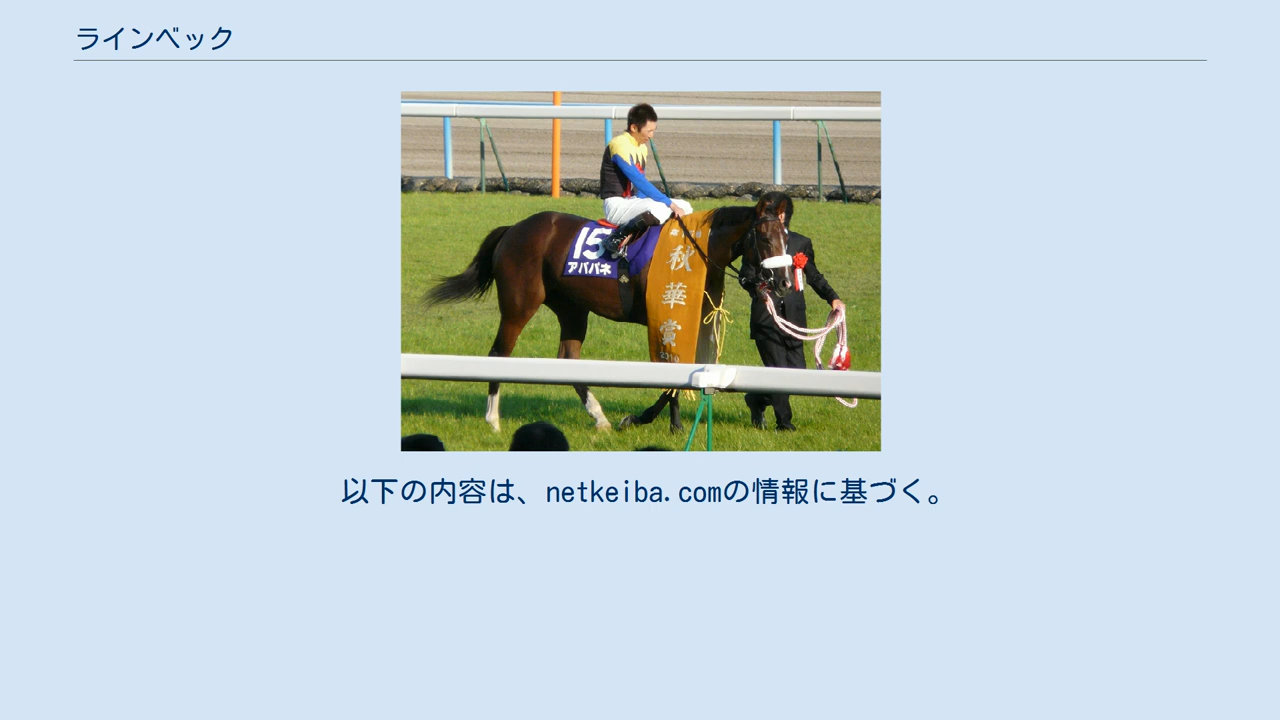 ラインベック
15
アパパネ
秋
華
賞
2010
以下の内容は、netkeiba.comの情報に基づく。